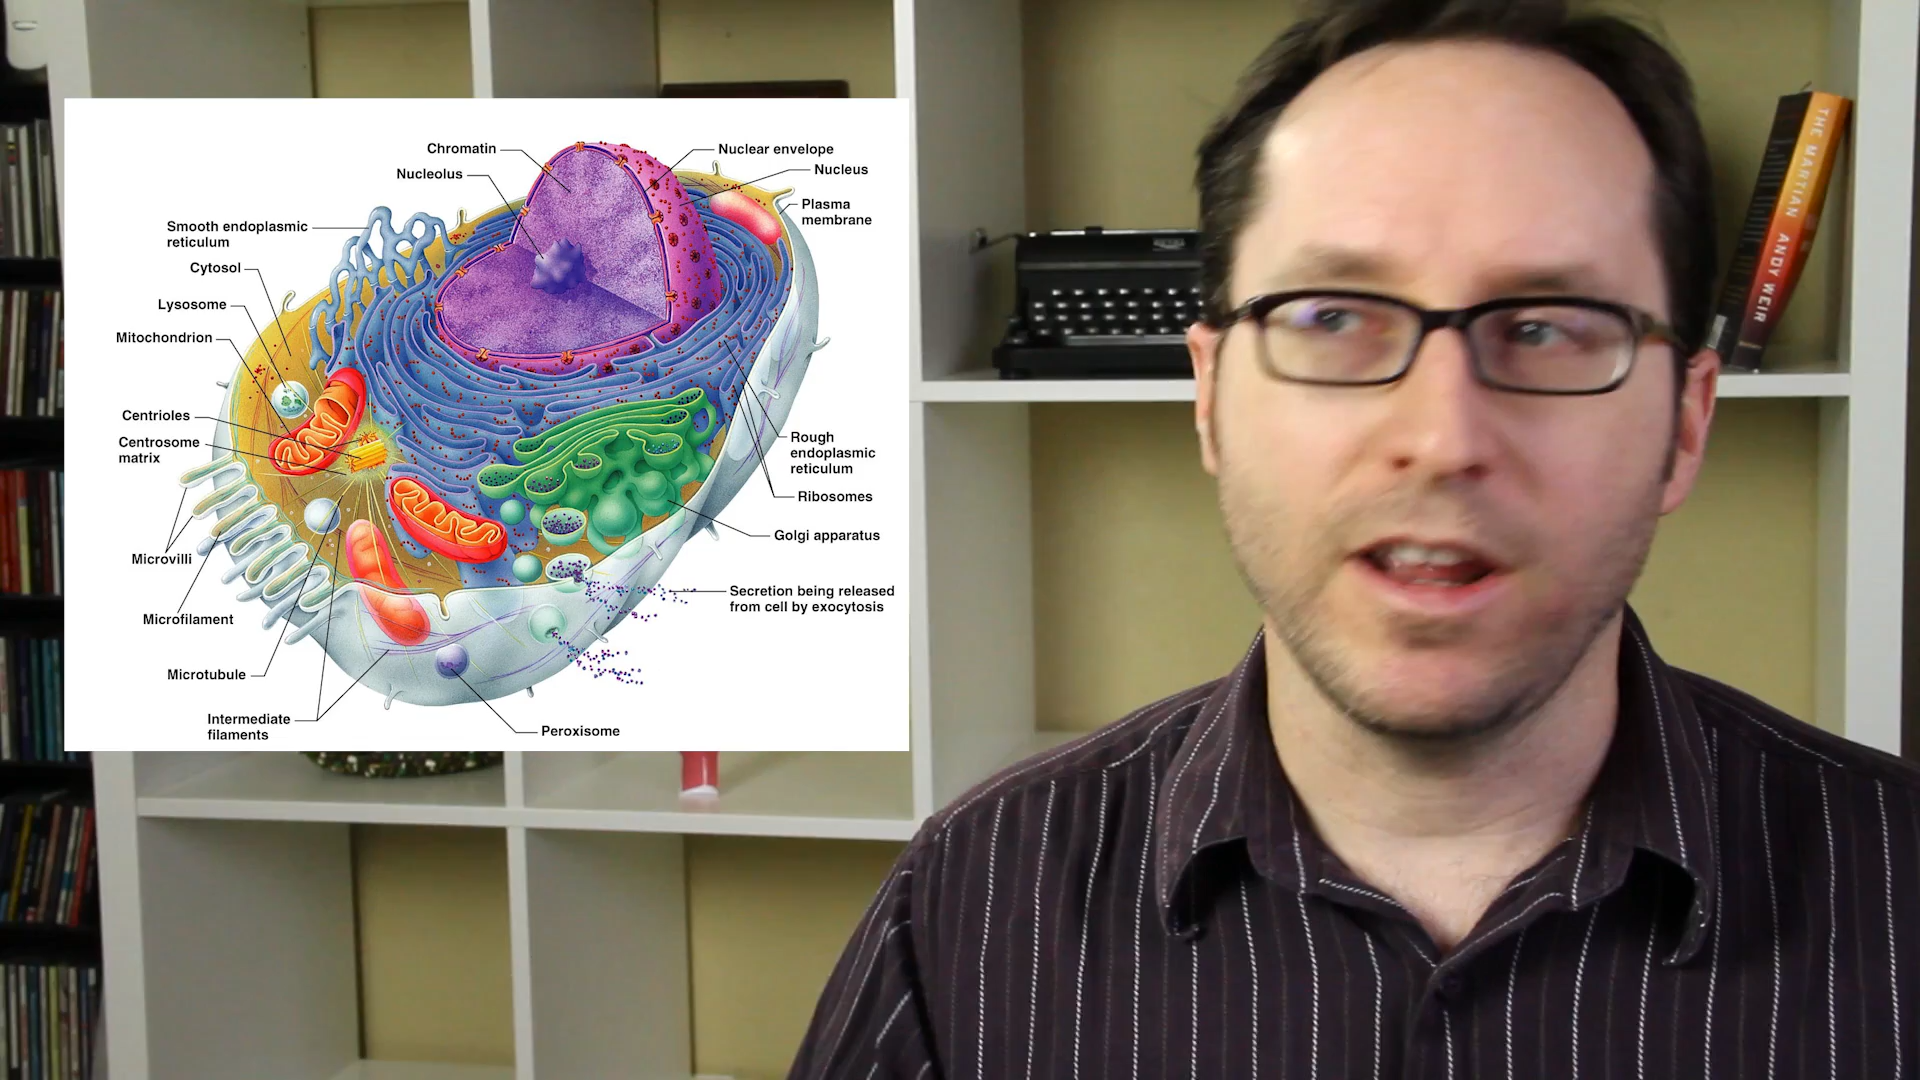 Chromatin
Nucleolus
Smooth endoplasmic
reticulum
Cytosol
Lysosome
Mitochondrion
Centrioles
Centrosome
matrix
Microvilli
Microfilament
Microtubule
Intermediate
filaments
Peroxisome
Nuclear envelope
Nucleus
Plasma
membrane
Rough
endoplasmic
reticulum
Ribosomes
Golgi apparatus
Secretion being released
from cell by exocytosis
THE MARTIAN ANDY WEIR